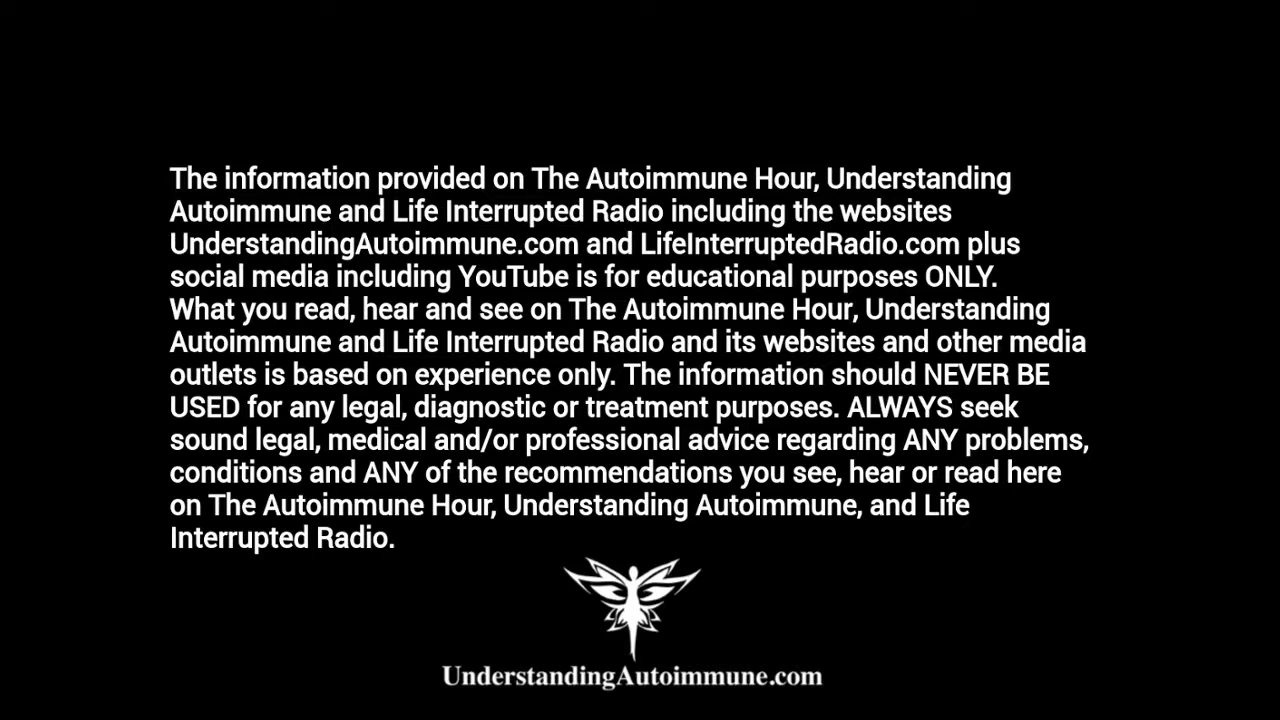 The information provided on The Autoimmune Hour, Understanding
Autoimmune and Life Interrupted Radio including the websites
UnderstandingAutoimmune.com and LifeInterruptedRadio.com plus
social media including YouTube is for educational purposes ONLY.
What you read, hear and see on The Autoimmune Hour, Understanding
Autoimmune and Life Interrupted Radio and its websites and other media
outlets is based on experience only. The information should NEVER BE
USED for any legal, diagnostic or treatment purposes. ALWAYS seek
sound legal, medical and/or professional advice regarding ANY problems,
conditions and ANY of the recommendations you see, hear or read here
on The Autoimmune Hour, Understanding Autoimmune, and Life
Interrupted Radio.
UnderstandingAutoimmune.com